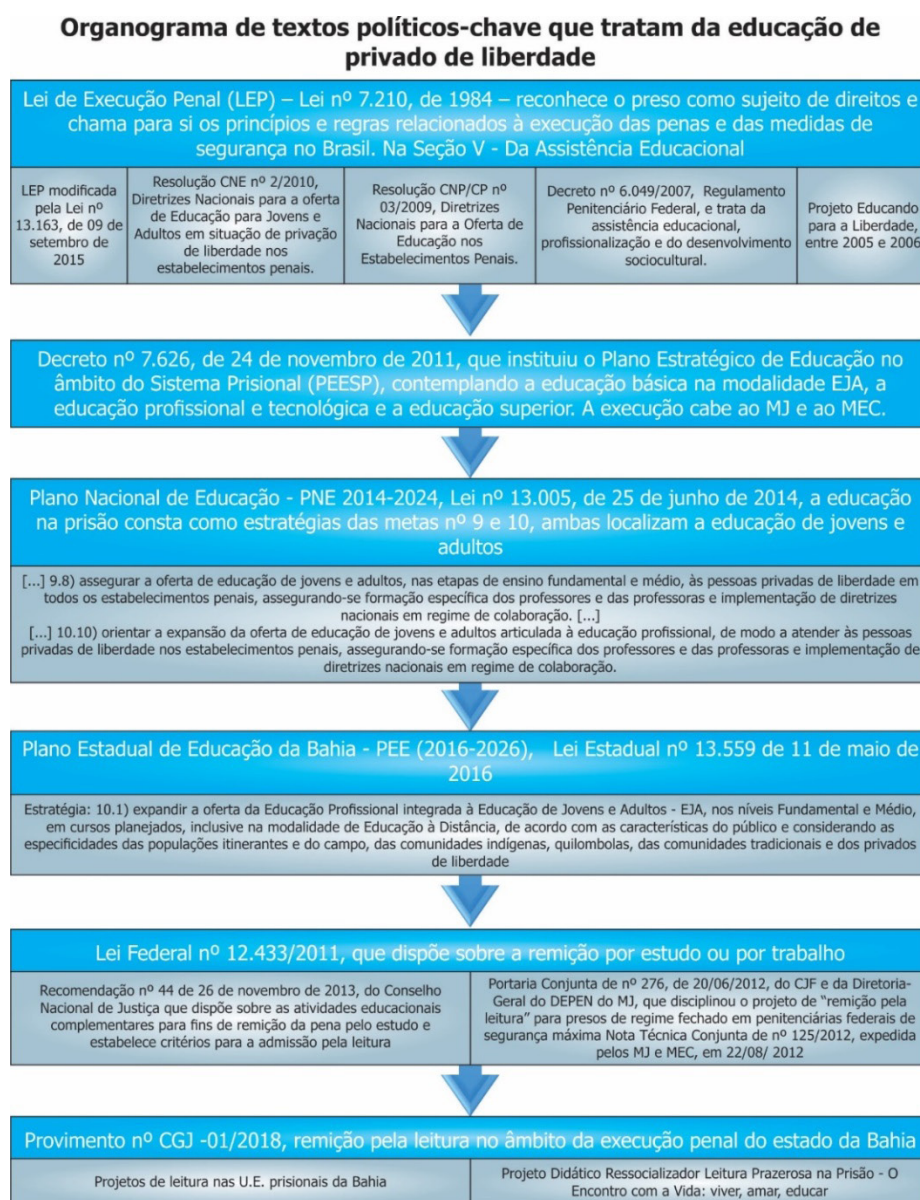 Organograma de textos políticos-chave que tratam da educação de
privado de liberdade
Lei de Execução Penal (LEP) – Lei nº 7.210, de 1984 – reconhece o preso como sujeito de direitos e
chama para si os princípios e regras relacionados à execução das penas e das medidas de
segurança no Brasil. Na Seção V - Da Assistência Educacional
LEP modificada
pela Lei nº
13.163, de 09 de
setembro de
2015
Resolução CNE nº 2/2010,
Diretrizes Nacionais para a oferta
de Educação para Jovens e
Adultos em situação de privação
de liberdade nos
estabelecimentos penais.
Resolução CNP/CP nº
03/2009, Diretrizes
Nacionais para a Oferta de
Educação nos
Estabelecimentos Penais.
Decreto nº 6.049/2007, Regulamento
Penitenciário Federal, e trata da
assistência educacional,
profissionalização e do desenvolvimento
sociocultural.
Projeto Educando
para a Liberdade,
entre 2005 e 2006
Decreto nº 7.626, de 24 de novembro de 2011, que instituiu o Plano Estratégico de Educação no
âmbito do Sistema Prisional (PEESP), contemplando a educação básica na modalidade EJA, a
educação profissional e tecnológica e a educação superior. A execução cabe ao MJ e ao MEC.
Plano Nacional de Educação - PNE 2014-2024, Lei nº 13.005, de 25 de junho de 2014, a educação
na prisão consta como estratégias das metas nº 9 e 10, ambas localizam a educação de jovens e
adultos
[...] 9.8) assegurar a oferta de educação de jovens e adultos, nas etapas de ensino fundamental e médio, às pessoas privadas de liberdade em
todos os estabelecimentos penais, assegurando-se formação específica dos professores e das professoras e implementação de diretrizes
nacionais em regime de colaboração. [...]
[...] 10.10) orientar a expansão da oferta de educação de jovens e adultos articulada à educação profissional, de modo a atender às pessoas
privadas de liberdade nos estabelecimentos penais, assegurando-se formação específica dos professores e das professoras e implementação de
diretrizes nacionais em regime de colaboração.
Plano Estadual de Educação da Bahia - PEE (2016-2026), Lei Estadual nº 13.559 de 11 de maio de
2016
Estratégia: 10.1) expandir a oferta da Educação Profissional integrada à Educação de Jovens e Adultos - EJA, nos níveis Fundamental e Médio,
em cursos planejados, inclusive na modalidade de Educação à Distância, de acordo com as características do público e considerando as
especificidades das populações itinerantes e do campo, das comunidades indígenas, quilombolas, das comunidades tradicionais e dos privados
de liberdade
Lei Federal nº 12.433/2011, que dispõe sobre a remição por estudo ou por trabalho
Recomendação nº 44 de 26 de novembro de 2013, do Conselho
Nacional de Justiça que dispõe sobre as atividades educacionais
complementares para fins de remição da pena pelo estudo e
estabelece critérios para a admissão pela leitura
Portaria Conjunta de nº 276, de 20/06/2012, do CJF e da Diretoria-
Geral do DEPEN do MJ, que disciplinou o projeto de “remição pela
leitura” para presos de regime fechado em penitenciárias federais de
segurança máxima Nota Técnica Conjunta de nº 125/2012, expedida
pelos MJ e MEC, em 22/08/ 2012
Provimento nº CGJ -01/2018, remição pela leitura no âmbito da execução penal do estado da Bahia
Projetos de leitura nas U.E. prisionais da Bahia
Projeto Didático Ressocializador Leitura Prazerosa na Prisão - O
Encontro com a Vida: viver, amar, educar